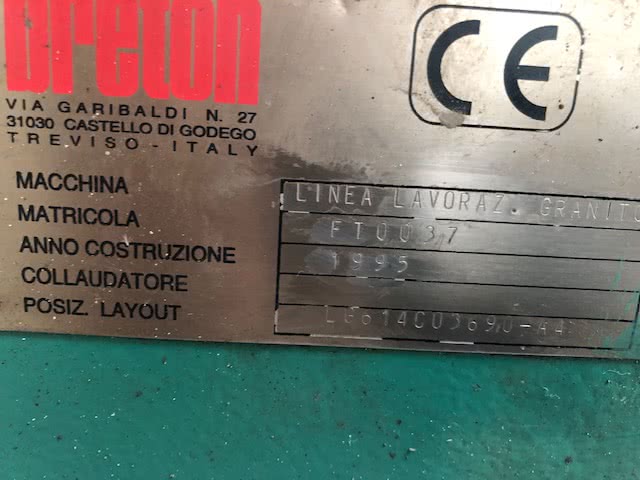 breton
CE
VIA GARIBALDI N. 27
31030 CASTELLO DI GODEGO
TREVISO - ITALY
MACCHINA LINEA LAVORAZ. GRANIT
MATRICOLA FT0037
ANNO COSTRUZIONE 1995
COLLAUDATORE
POSIZ. LAYOUT